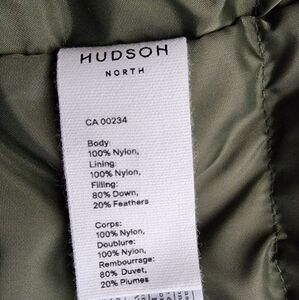 HUDSON
NORTH
CA 00234
Body:
100% Nylon,
Lining:
100% Nylon,
Filling:
80% Down,
20% Feathers
Corps:
100% Nylon,
Doublure:
100% Nylon,
Rembourrage:
80% Duvet,
20% Plumes